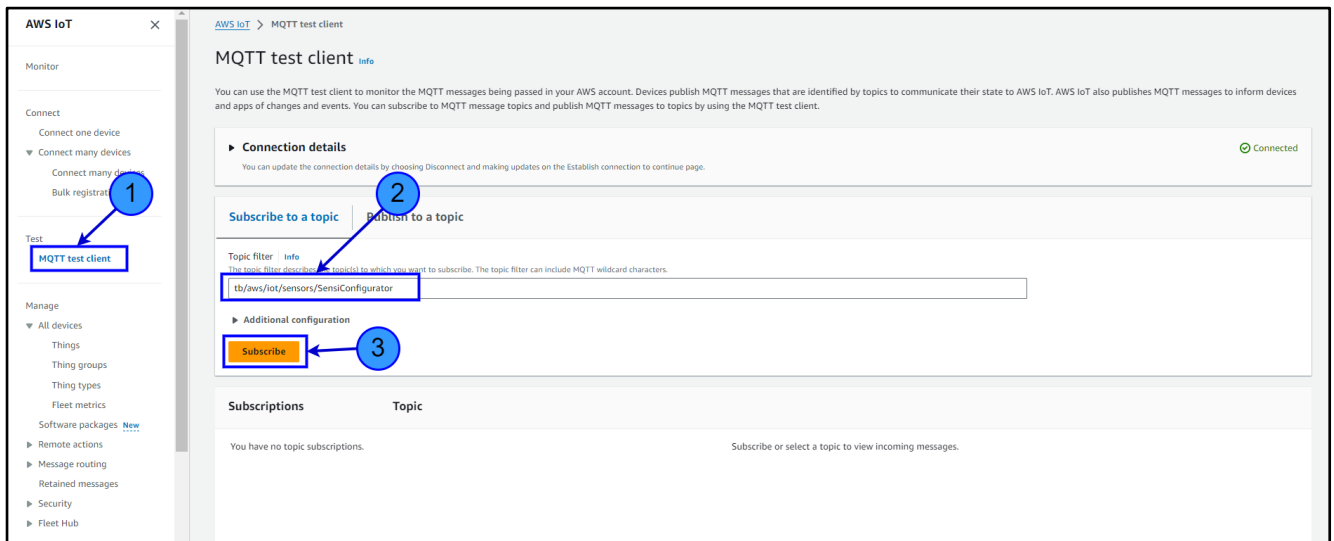 AWS IoT
Monitor
Connect
Connect one device
Connect many devices
Connect many
Bulk
1
Test
MQTT test client
Manage
All devices
Things
Thing groups
Thing types
Fleet metrics
Software packages New
Remote actions
Message routing
Retained messages
Security
Fleet Hub
AWS IoT > MQTT test client
MQTT test client Info
You can use the MQTT test client to monitor the MQTT messages being passed in your AWS account. Devices publish MQTT messages that are identified by topics to communicate their state to AWS IoT. AWS IoT also publishes MQTT messages to inform devices
and apps of changes and events. You can subscribe to MQTT message topics and publish MQTT messages to topics by using the MQTT test client.
Connection details
Connected
You can update the connection details by choosing Disconnect and making updates on the Establish connection to continue page.
2
Subscribe to a topic
Publish to a topic
Topic filter Info
The topic filter describes topic(s) to which you want to subscribe. The topic filter can include MQTT wildcard characters.
tb/aws/iot/sensors/SensiConfigurator
Additional configuration
Subscribe
3
Subscriptions
Topic
You have no topic subscriptions.
Subscribe or select a topic to view incoming messages.